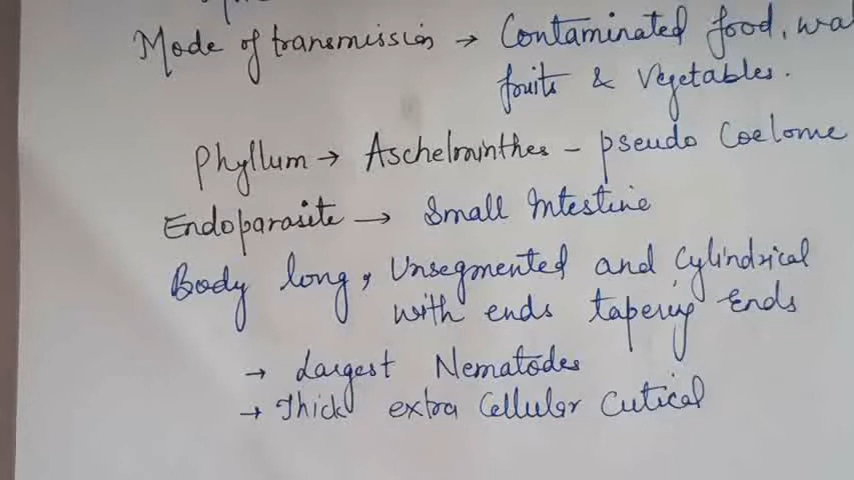 Mode of transmission → Contaminated food, wa
fruits & Vegetables.
Phyllum → Aschelminthes - pseudo Coelome
Endoparasite → Small Intestine
Body long, Unsegmented and Cylindrical
with ends tapering Ends
→ Largest Nematodes
→ Thick extra Cellular Cutical